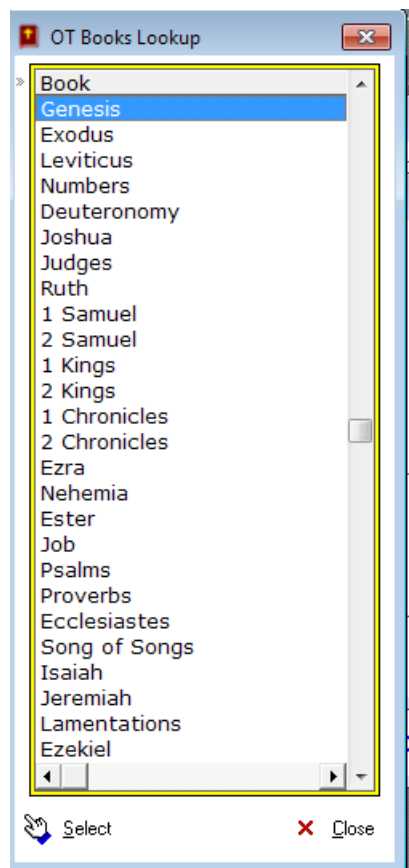 OT Books Lookup
Book
Genesis
Exodus
Leviticus
Numbers
Deuteronomy
Joshua
Judges
Ruth
1 Samuel
2 Samuel
1 Kings
2 Kings
1 Chronicles
2 Chronicles
Ezra
Nehemia
Ester
Job
Psalms
Proverbs
Ecclesiastes
Song of Songs
Isaiah
Jeremiah
Lamentations
Ezekiel
Select Close